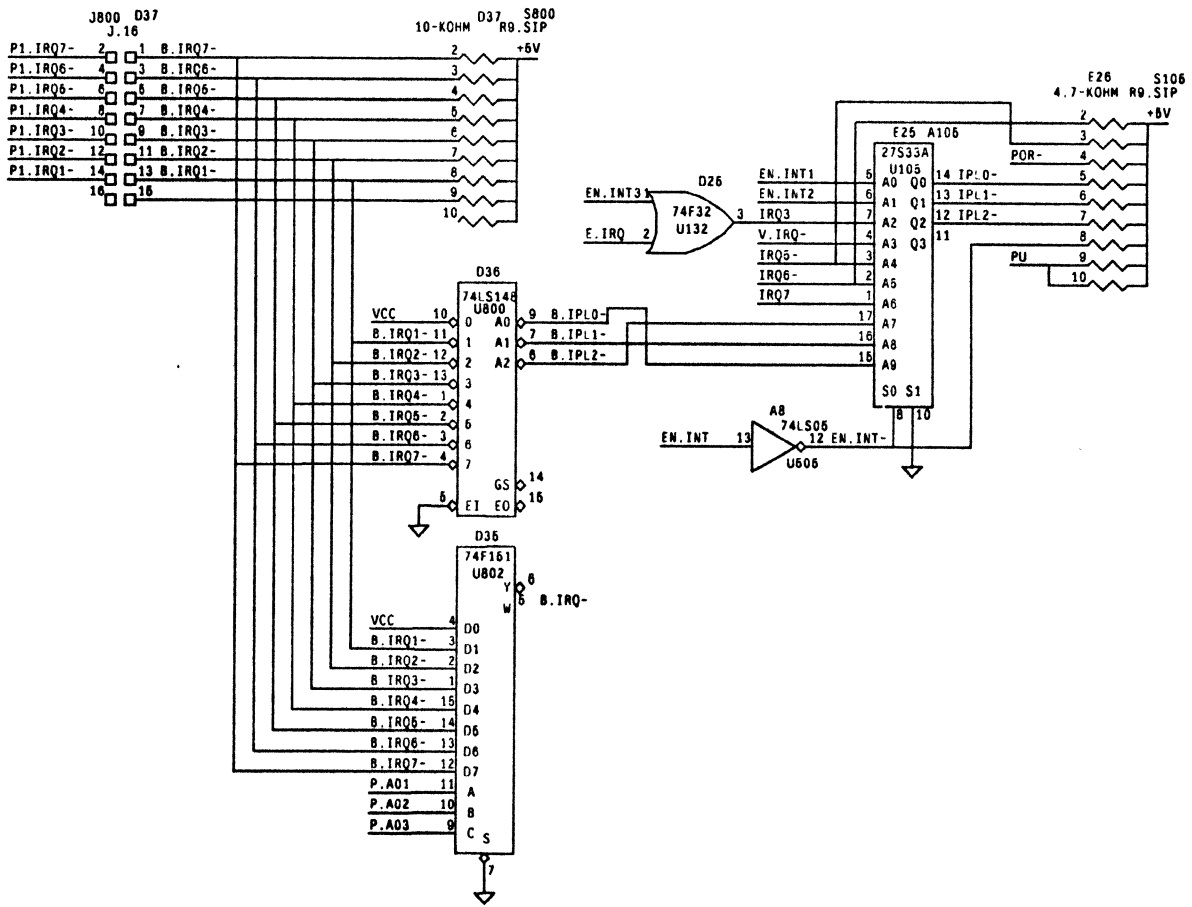 J800 D37
J.16
P1.IRQ7- 2 1 B.IRQ7-
P1.IRQ6- 4 3 B.IRQ6-
P1.IRQ5- 6 5 B.IRQ5-
P1.IRQ4- 8 7 B.IRQ4-
P1.IRQ3- 10 9 B.IRQ3-
P1.IRQ2- 12 11 B.IRQ2-
P1.IRQ1- 14 13 B.IRQ1-
16 15
D37 S800
10-KOHM R9.SIP
+5V
2
3
4
5
6
7
8
9
10
E26 S106
4.7-KOHM R9.SIP
+5V
2
3
POR- 4
5
6
7
8
PU 9
10
D25
EN.INT3 1
E.IRQ 2
74F32
U132
3
E25 A105
27S33A
U105
EN.INT1 5 A0 Q0 14 IPL0-
EN.INT2 6 A1 Q1 13 IPL1-
IRQ3 7 A2 Q2 12 IPL2-
V.IRQ- 4 A3 Q3 11
IRQ5- 3 A4
IRQ6- 2 A5
IRQ7 1 A6
17 A7
16 A8
15 A9
S0 S1
8 10
D36
74LS148
U800
VCC 10 0 A0 9 B.IPL0-
B.IRQ1- 11 1 A1 7 B.IPL1-
B.IRQ2- 12 2 A2 6 B.IPL2-
B.IRQ3- 13 3
B.IRQ4- 1 4
B.IRQ5- 2 5
B.IRQ6- 3 6
B.IRQ7- 4 7
GS 14
5 EI EO 15
A8
74LS05
EN.INT 13 12 EN.INT-
U505
D35
74F151
U802
Y 6
W 5 B.IRQ-
VCC 4 D0
B.IRQ1- 3 D1
B.IRQ2- 2 D2
B IRQ3- 1 D3
B.IRQ4- 15 D4
B.IRQ5- 14 D5
B.IRQ6- 13 D6
B.IRQ7- 12 D7
P.A01 11 A
P.A02 10 B
P.A03 9 C
S
7